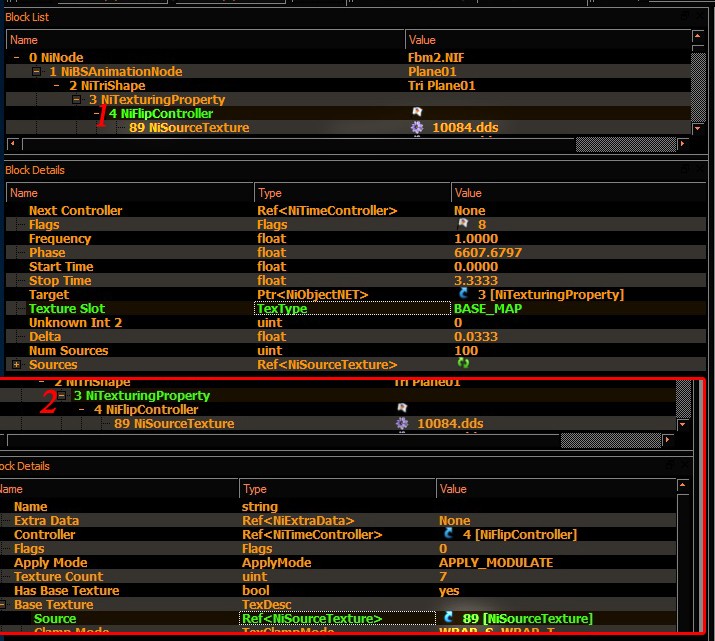 Block List
Name Value
0 NiNode Fbm2.NIF
1 NiBSAnimationNode Plane01
2 NiTriShape Tri Plane01
3 NiTexturingProperty
1 4 NiFlipController
89 NiSourceTexture 10084.dds
Block Details
Name Type Value
Next Controller Ref<NiTimeController> None
Flags Flags 8
Frequency float 1.0000
Phase float 6607.6797
Start Time float 0.0000
Stop Time float 3.3333
Target Ptr<NiObjectNET> 3 [NiTexturingProperty]
Texture Slot TexType BASE_MAP
Unknown Int 2 uint 0
Delta float 0.0333
Num Sources uint 100
Sources Ref<NiSourceTexture>
2 NiTriShape Tri Plane01
2 3 NiTexturingProperty
4 NiFlipController
89 NiSourceTexture 10084.dds
ock Details
ame Type Value
Name string
Extra Data Ref<NiExtraData> None
Controller Ref<NiTimeController> 4 [NiFlipController]
Flags Flags 0
Apply Mode ApplyMode APPLY_MODULATE
Texture Count uint 7
Has Base Texture bool yes
Base Texture TexDesc
Source Ref<NiSourceTexture> 89 [NiSourceTexture]
Clamp Mode TexClampMode WRAP_S_WRAP_T